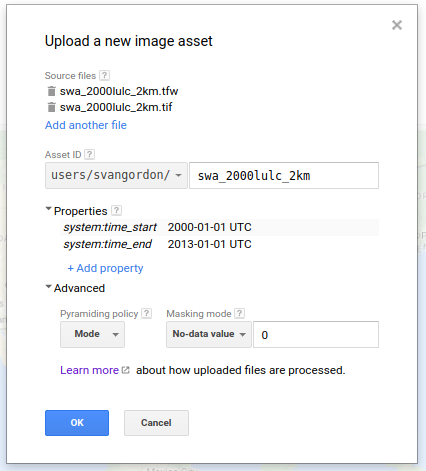 Upload a new image asset
Source files ?
swa_2000lulc_2km.tfw
swa_2000lulc_2km.tif
Add another file
Asset ID ?
users/svangordon/ swa_2000lulc_2km
Properties ?
system:time_start 2000-01-01 UTC
system:time_end 2013-01-01 UTC
+ Add property
Advanced
Pyramiding policy ? Masking mode ?
Mode No-data value 0
Learn more about how uploaded files are processed.
OK Cancel